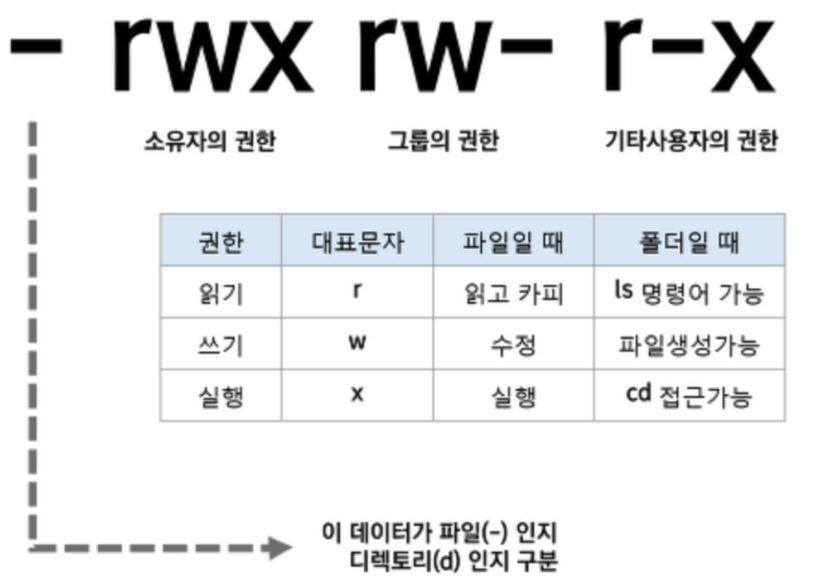 - rwx rw- r-x
소유자의 권한 그룹의 권한 기타사용자의 권한
권한 대표문자 파일일 때 폴더일 때
읽기 r 읽고 카피 ls 명령어 가능
쓰기 w 수정 파일생성가능
실행 x 실행 cd 접근가능
이 데이터가 파일(-) 인지
디렉토리(d) 인지 구분